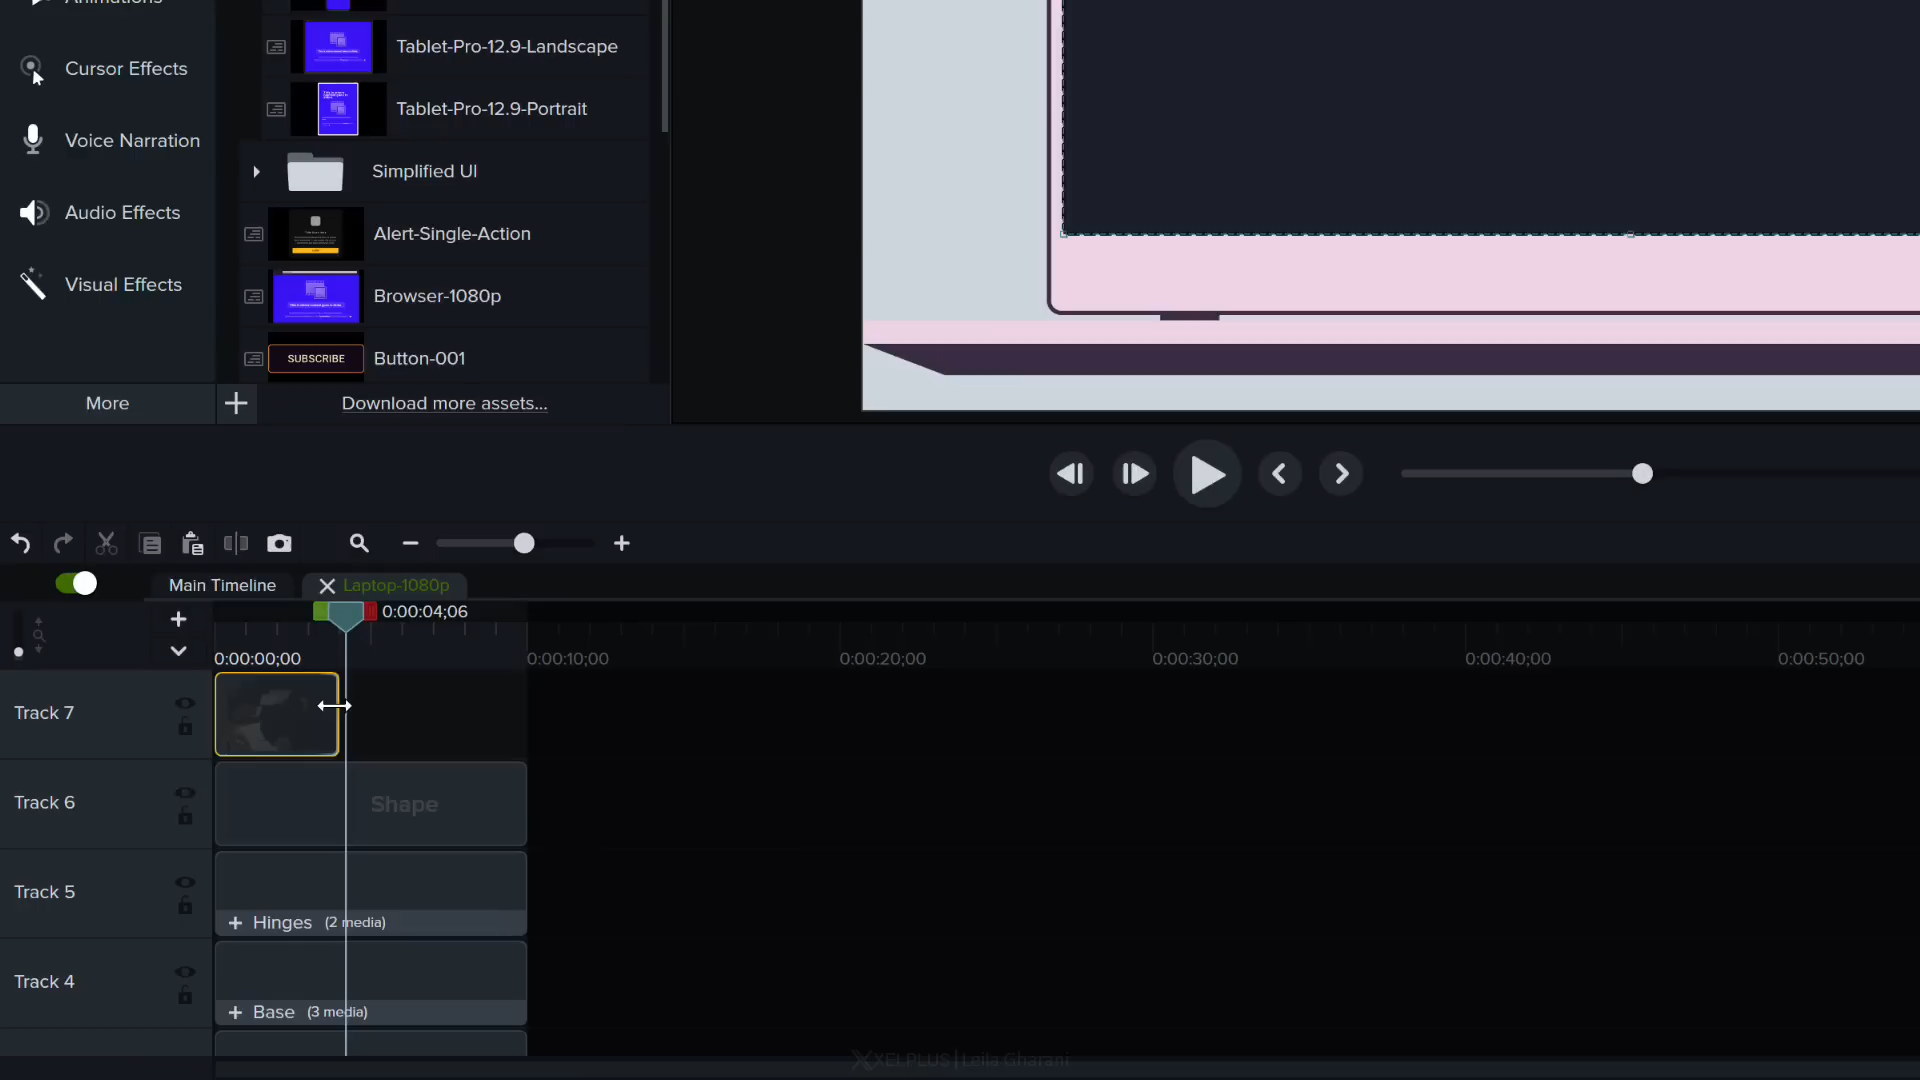 Animations
Tablet-Pro-12.9-Landscape
Cursor Effects
Tablet-Pro-12.9-Portrait
Voice Narration
Simplified UI
Audio Effects
Alert-Single-Action
Visual Effects
Browser-1080p
SUBSCRIBE
Button-001
More
Download more assets...
Main Timeline
Laptop-1080p
0:00:04;06
0:00:00;00
0:00:10;00
0:00:20;00
0:00:30;00
0:00:40;00
0:00:50;00
Track 7
Track 6
Shape
Track 5
+ Hinges (2 media)
Track 4
+ Base (3 media)
XELPLUS | Leila Gharani